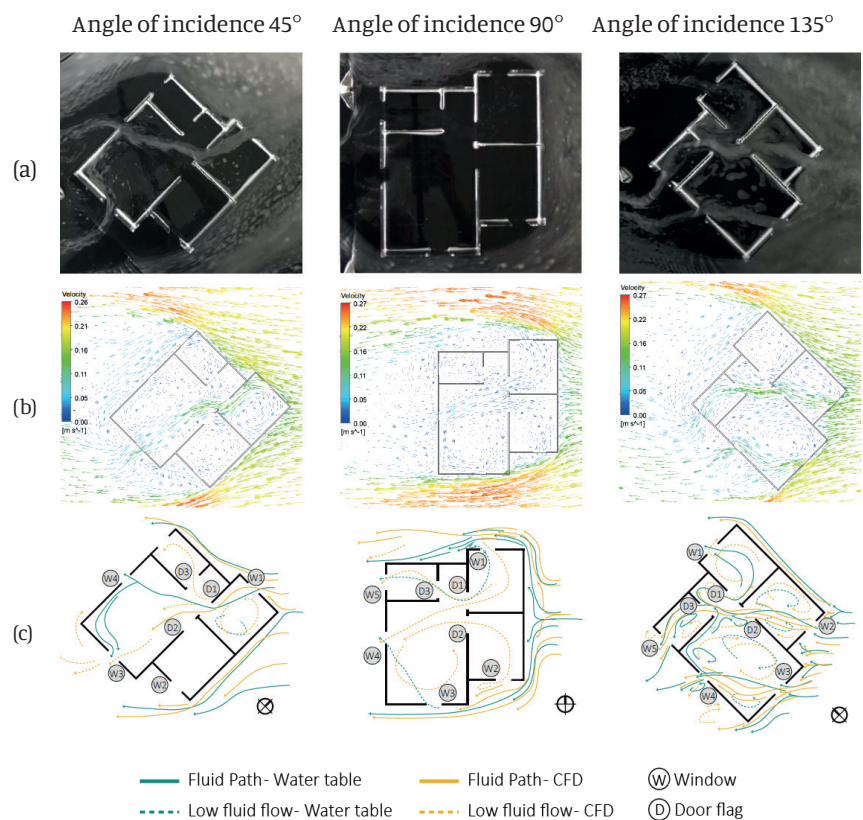 Angle of incidence 45° Angle of incidence 90° Angle of incidence 135°
(a)
(b)
Velocity
0.26
0.21
0.16
0.11
0.05
0.00
[m s^-1]
Velocity
0.27
0.22
0.16
0.11
0.05
0.00
[m s^-1]
Velocity
0.27
0.22
0.16
0.11
0.05
0.00
[m s^-1]
(c)
W4 D3 D1 W1
D2
W3 W2
W1
W5 D3 D1
W4 D2
W3 W2
W1
D1
D3 D2 W2
W5 W3
W4
Fluid Path- Water table Fluid Path- CFD W Window
Low fluid flow- Water table Low fluid flow- CFD D Door flag